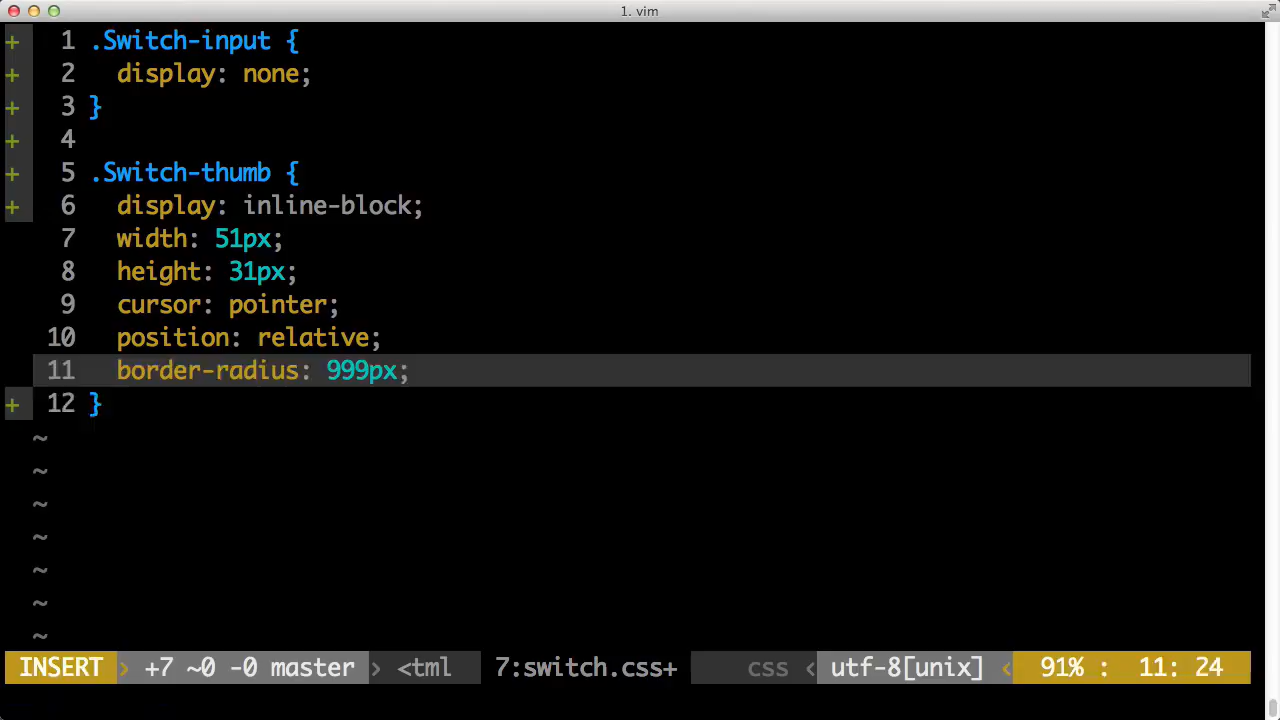 1. vim
+ 1 .Switch-input {
+ 2   display: none;
+ 3 }
+ 4
+ 5 .Switch-thumb {
+ 6   display: inline-block;
7   width: 51px;
8   height: 31px;
9   cursor: pointer;
10   position: relative;
11   border-radius: 999px;
+ 12 }
~
~
~
~
~
~
~
INSERT › +7 ~0 -0 master › <tml 7:switch.css+ css ‹ utf-8[unix] ‹ 91% : 11: 24